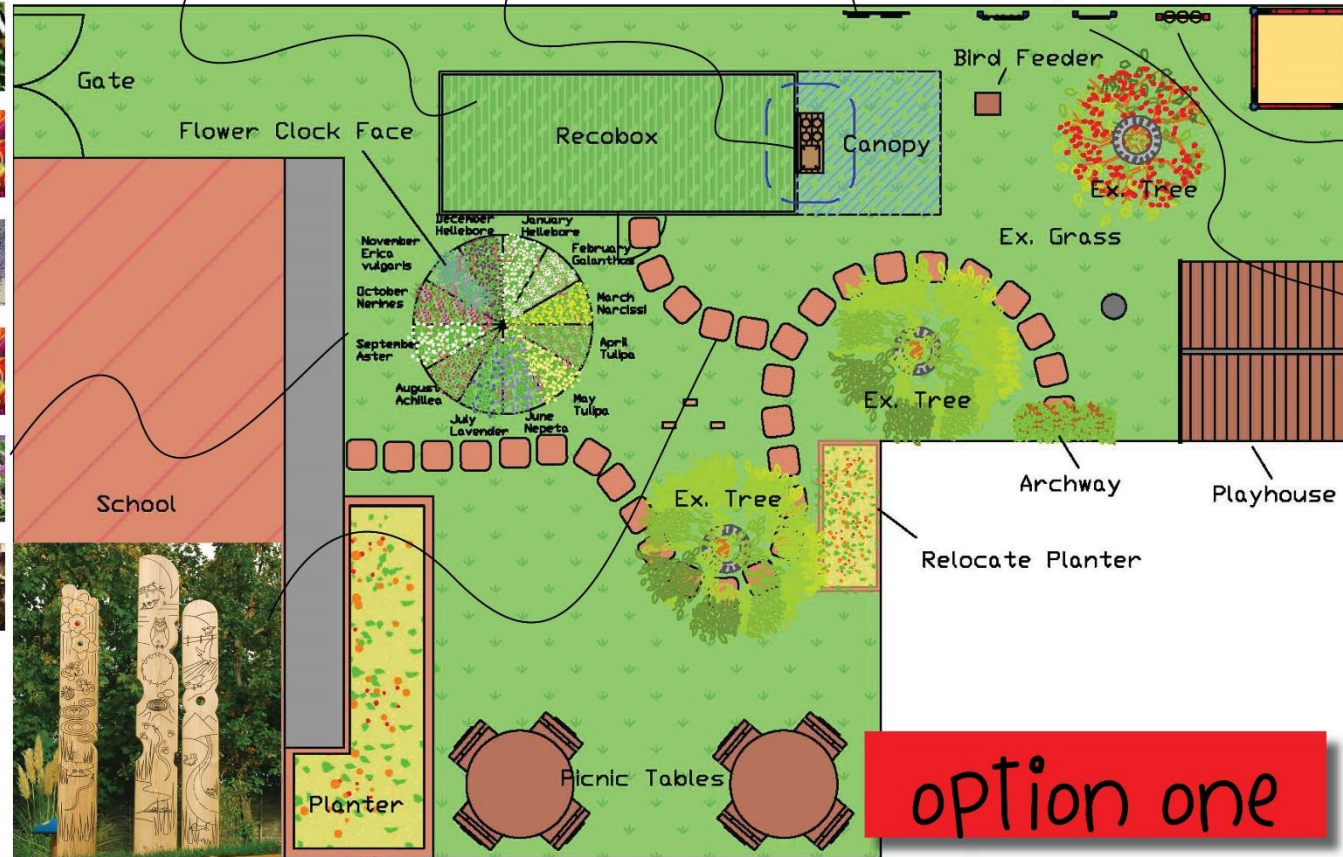 Gate
Bird Feeder
Flower Clock Face
Recobox
Canopy
Ex. Tree
Ex. Grass
December
Hellebore
January
Hellebore
November
Erica
vulgaris
February
Galanthus
October
Nerines
March
Narcissi
September
Aster
April
Tulipa
August
Achillea
May
Tulipa
July
Lavender
June
Nepeta
Ex. Tree
Archway
Playhouse
School
Ex. Tree
Relocate Planter
Picnic Tables
Planter
option one